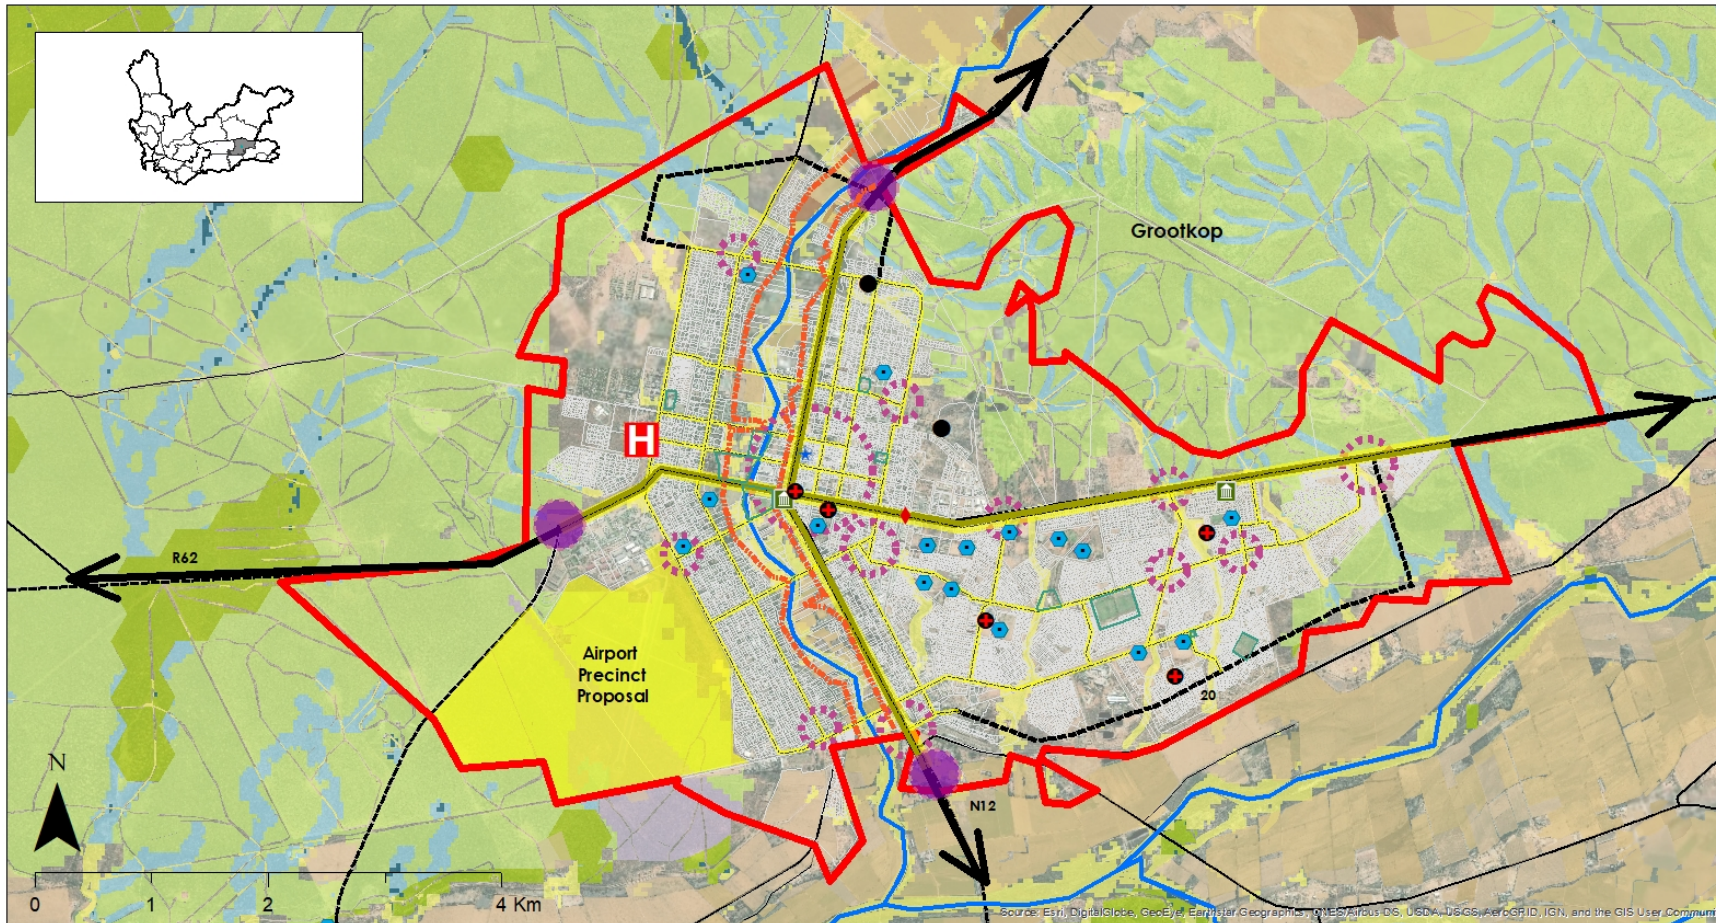 Grootkop
H
R62
Airport
Precinct
Proposal
20
N12
N
0 1 2 4 Km
Source: Esri, DigitalGlobe, GeoEye, Earthstar Geographics, CNES/Airbus DS, USDA, USGS, AeroGRID, IGN, and the GIS User Commun